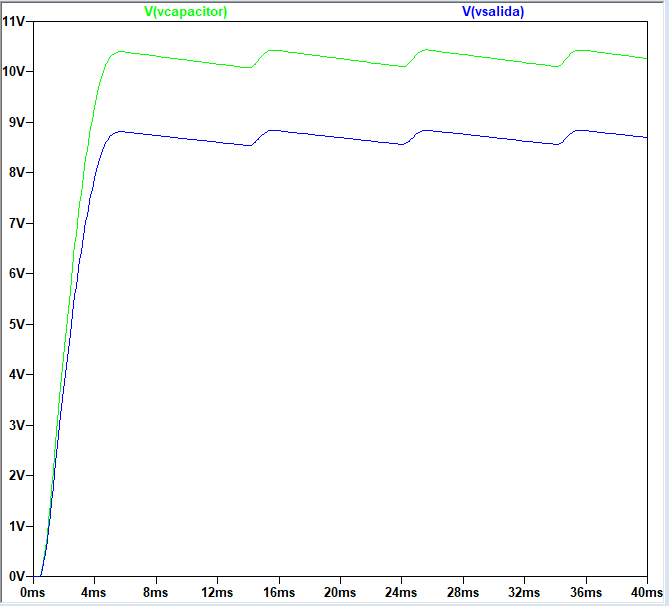 V(vcapacitor) V(vsalida)
11V
10V
9V
8V
7V
6V
5V
4V
3V
2V
1V
0V
0ms 4ms 8ms 12ms 16ms 20ms 24ms 28ms 32ms 36ms 40ms